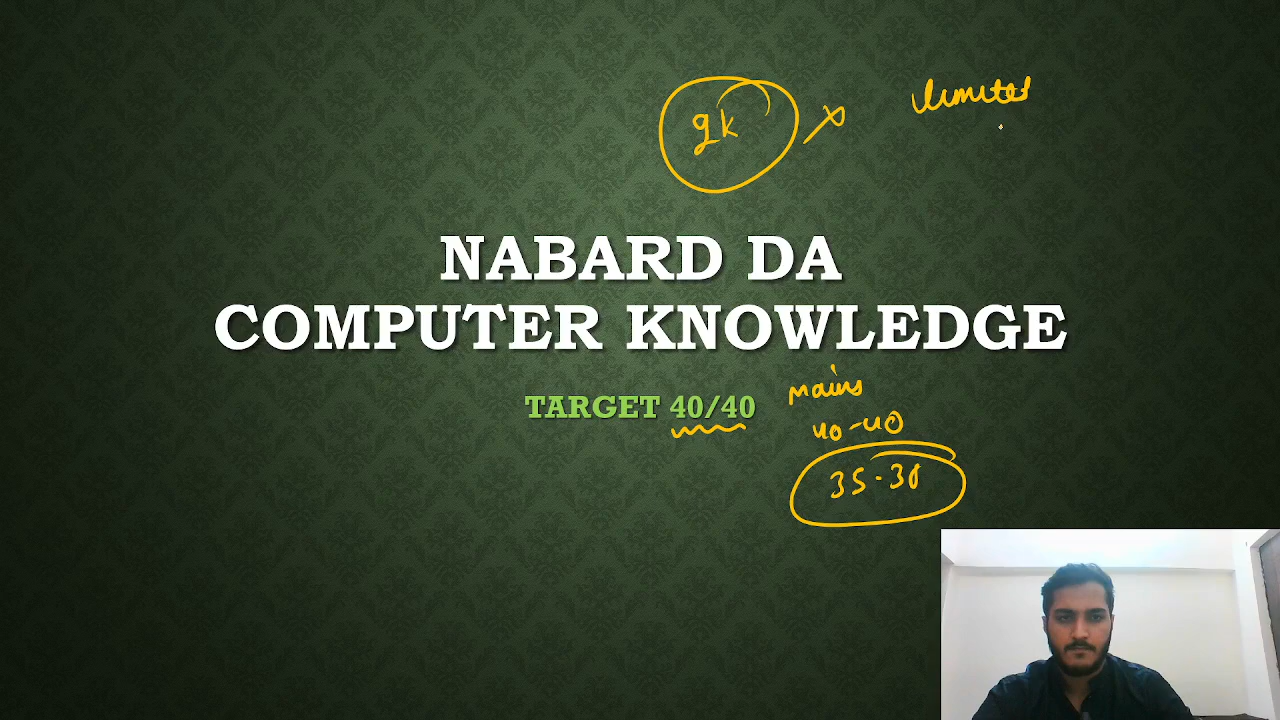 gk
limited
NABARD DA
COMPUTER KNOWLEDGE
TARGET 40/40
mains
40-40
35-38